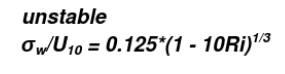 unstable
σw/U10 = 0.125*(1 - 10Ri)1/3